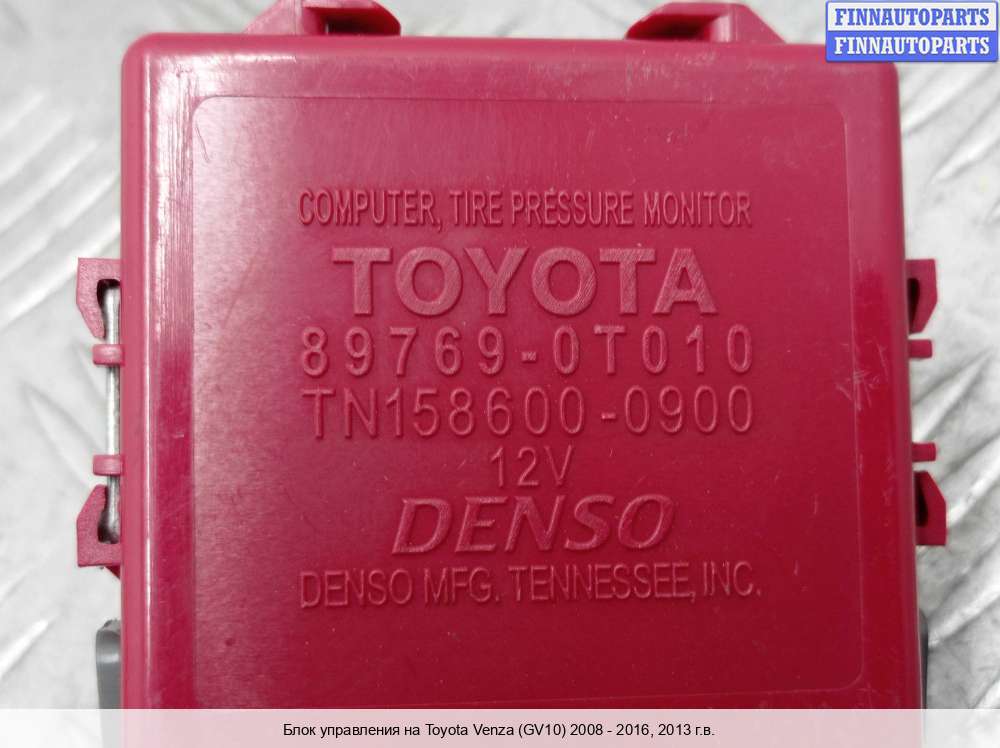 FINNAUTOPARTS
FINNAUTOPARTS
COMPUTER, TIRE PRESSURE MONITOR
TOYOTA
89769-0T010
TN158600-0900
12V
DENSO
DENSO MFG. TENNESSEE, INC.
Блок управления на Toyota Venza (GV10) 2008 - 2016, 2013 г.в.